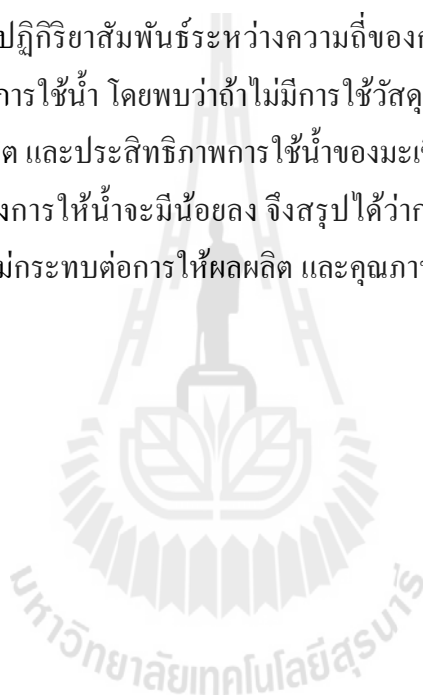 ปฏิกิริยาสัมพันธ์ระหว่างความถี่ของก
การใช้น้ำ โดยพบว่าถ้าไม่มีการใช้วัสดุ
ต และประสิทธิภาพการใช้น้ำของมะเข
งการให้น้ำจะมีน้อยลง จึงสรุปได้ว่าก
ม่กระทบต่อการให้ผลผลิต และคุณภา
มหาวิทยาลัยเทคโนโลยีสุรนารี